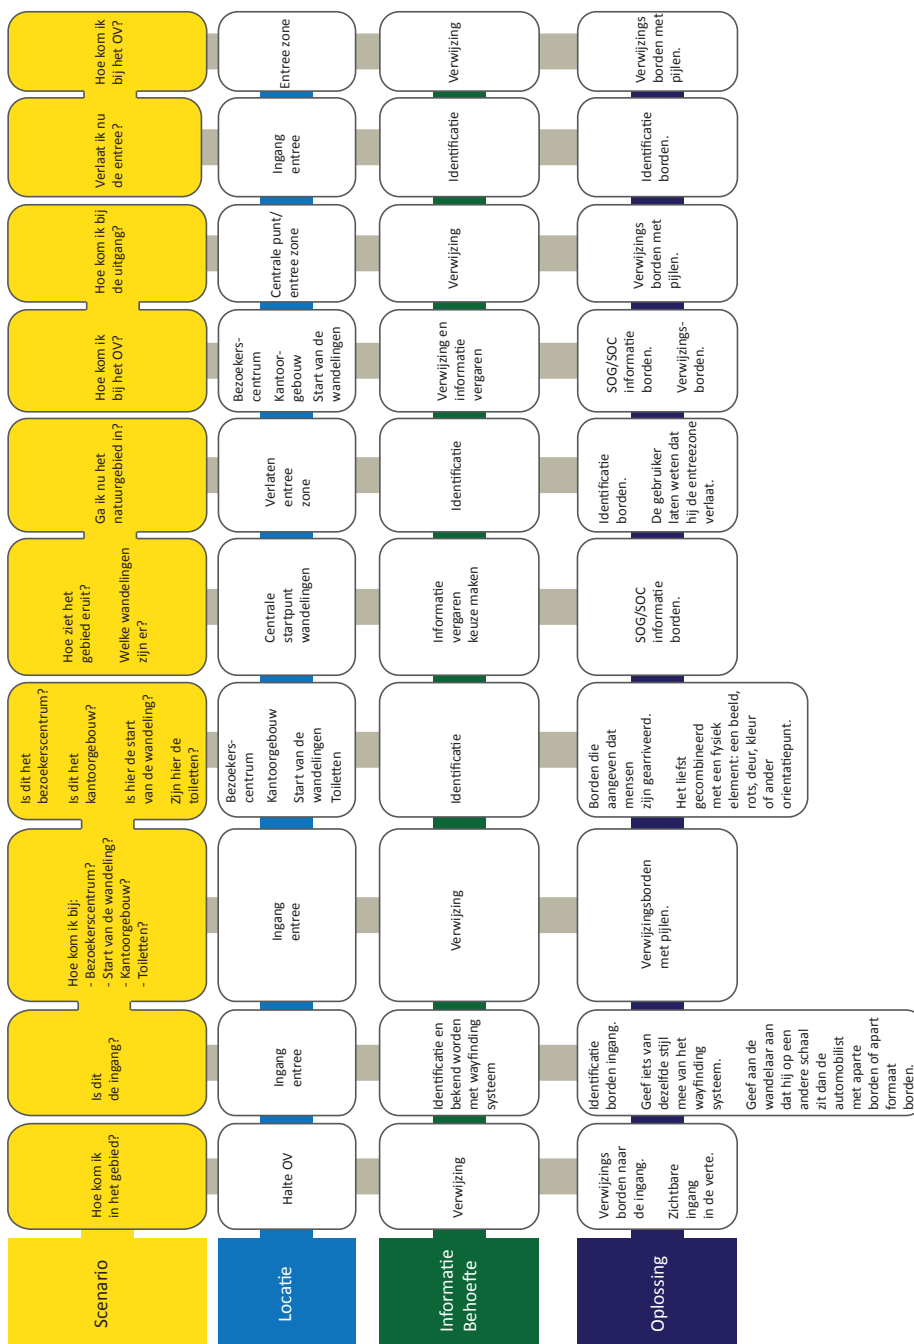 Scenario
Hoe kom ik
in het gebied?
Is dit
de ingang?
Hoe kom ik bij:
- Bezoekerscentrum?
- Start van de wandeling?
- Kantoorgebouw?
- Toiletten?
Is dit het
bezoekerscentrum?
Is dit het
kantoorgebouw?
Is hier de start
van de wandeling?
Zijn hier de
toiletten?
Hoe ziet het
gebied eruit?
Welke wandelingen
zijn er?
Ga ik nu het
natuurgebied in?
Hoe kom ik
bij het OV?
Hoe kom ik bij
de uitgang?
Verlaat ik nu
de entree?
Hoe kom ik
bij het OV?
Locatie
Halte OV
Ingang
entree
Ingang
entree
Bezoekers-
centrum
Kantoorgebouw
Start van de
wandelingen
Toiletten
Centrale
startpunt
wandelingen
Verlaten
entree
zone
Bezoekers-
centrum
Kantoor-
gebouw
Start van de
wandelingen
Centrale punt/
entree zone
Ingang
entree
Entree zone
Informatie
Behoefte
Verwijzing
Identificatie en
bekend worden
met wayfinding
systeem
Verwijzing
Identificatie
Informatie
vergaren
keuze maken
Identificatie
Verwijzing en
informatie
vergaren
Verwijzing
Identificatie
Verwijzing
Oplossing
Verwijzings
borden naar
de ingang.
Zichtbare
ingang
in de verte.
Identificatie
borden ingang.
Geef iets van
dezelfde stijl
mee van het
wayfinding
systeem.
Geef aan de
wandelaar aan
dat hij op een
andere schaal
zit dan de
automobilist
met aparte
borden of apart
formaat
borden.
Verwijzingsborden
met pijlen.
Borden die
aangeven dat
mensen
zijn gearriveerd.
Het liefst
gecombineerd
met een fysiek
element: een beeld,
rots, deur, kleur
of ander
orientatiepunt.
SOG/SOC
informatie
borden.
Identificatie
borden.
De gebruiker
laten weten dat
hij de entreezone
verlaat.
SOG/SOC
informatie
borden.
Verwijzings-
borden.
Verwijzings
borden met
pijlen.
Identificatie
borden.
Verwijzings
borden met
pijlen.